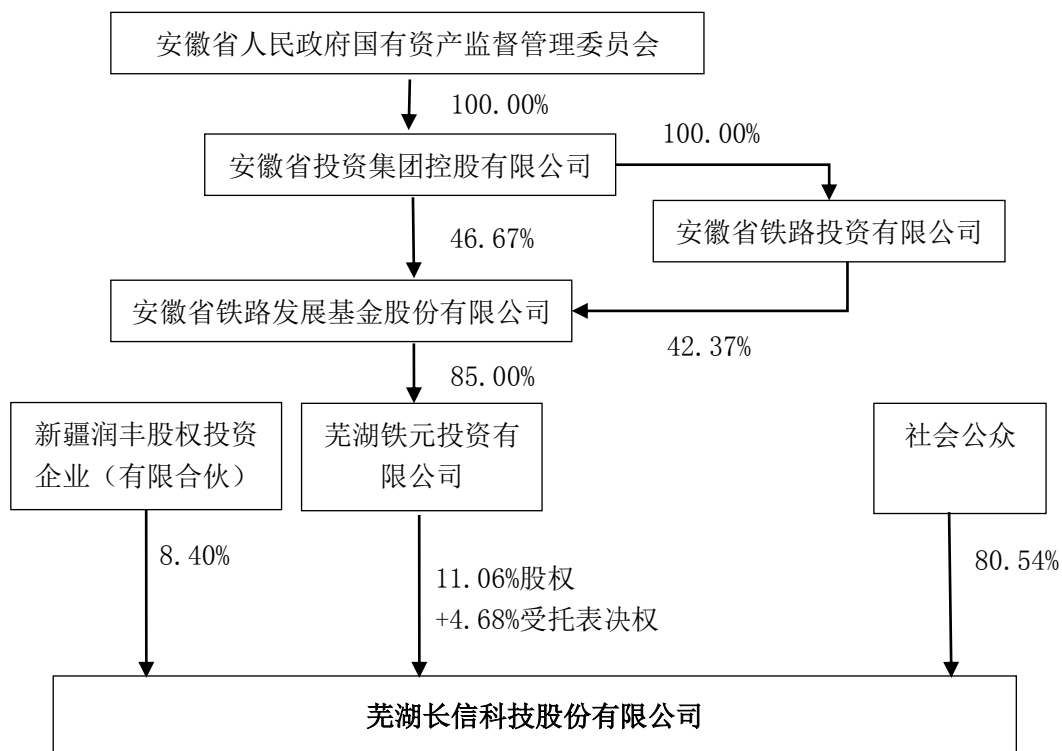 安徽省人民政府国有资产监督管理委员会
100.00%
100.00%
安徽省投资集团控股有限公司
安徽省铁路投资有限公司
46.67%
安徽省铁路发展基金股份有限公司
42.37%
85.00%
新疆润丰股权投资
企业（有限合伙）
芜湖铁元投资有
限公司
社会公众
8.40%
11.06%股权
+4.68%受托表决权
80.54%
芜湖长信科技股份有限公司